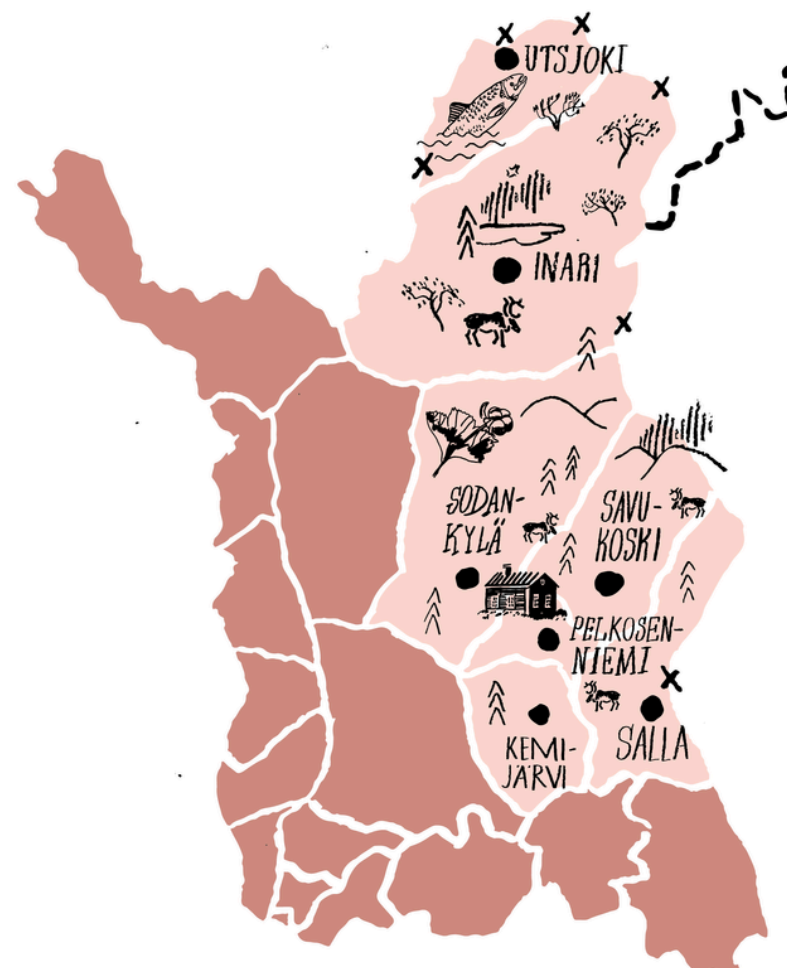 UTSJOKI
INARI
SODAN-
KYLÄ
SAVU-
KOSKI
PELKOSEN-
NIEMI
KEMI-
JÄRVI
SALLA